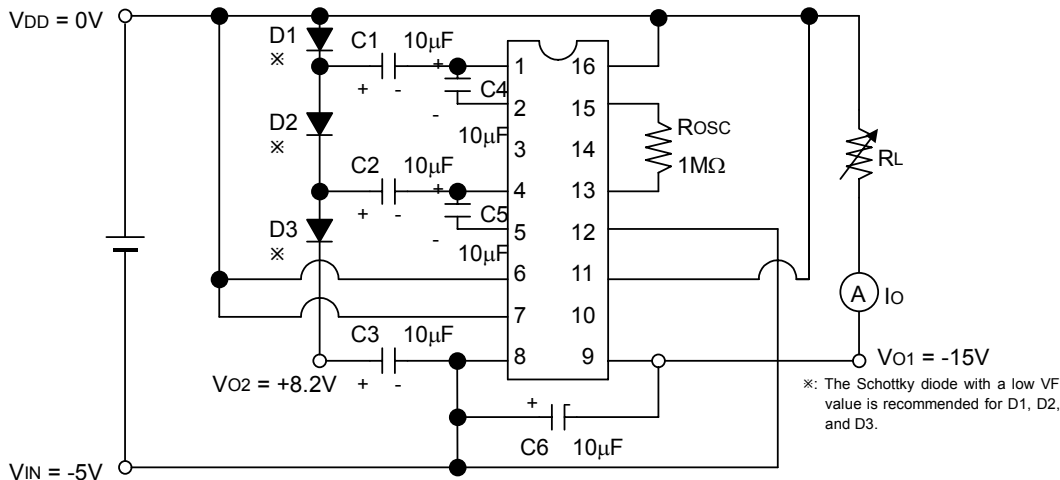 VDD = 0V
D1
※
C1
10μF
+
-
+
C4
-
10μF
1
2
3
4
5
6
7
8
16
15
14
13
12
11
10
9
ROSC
1MΩ
RL
D2
※
C2
10μF
+
-
+
C5
-
10μF
D3
※
A
IO
C3
10μF
+
-
VO2 = +8.2V
VO1 = -15V
※: The Schottky diode with a low VF
value is recommended for D1, D2,
and D3.
+
C6
10μF
VIN = -5V